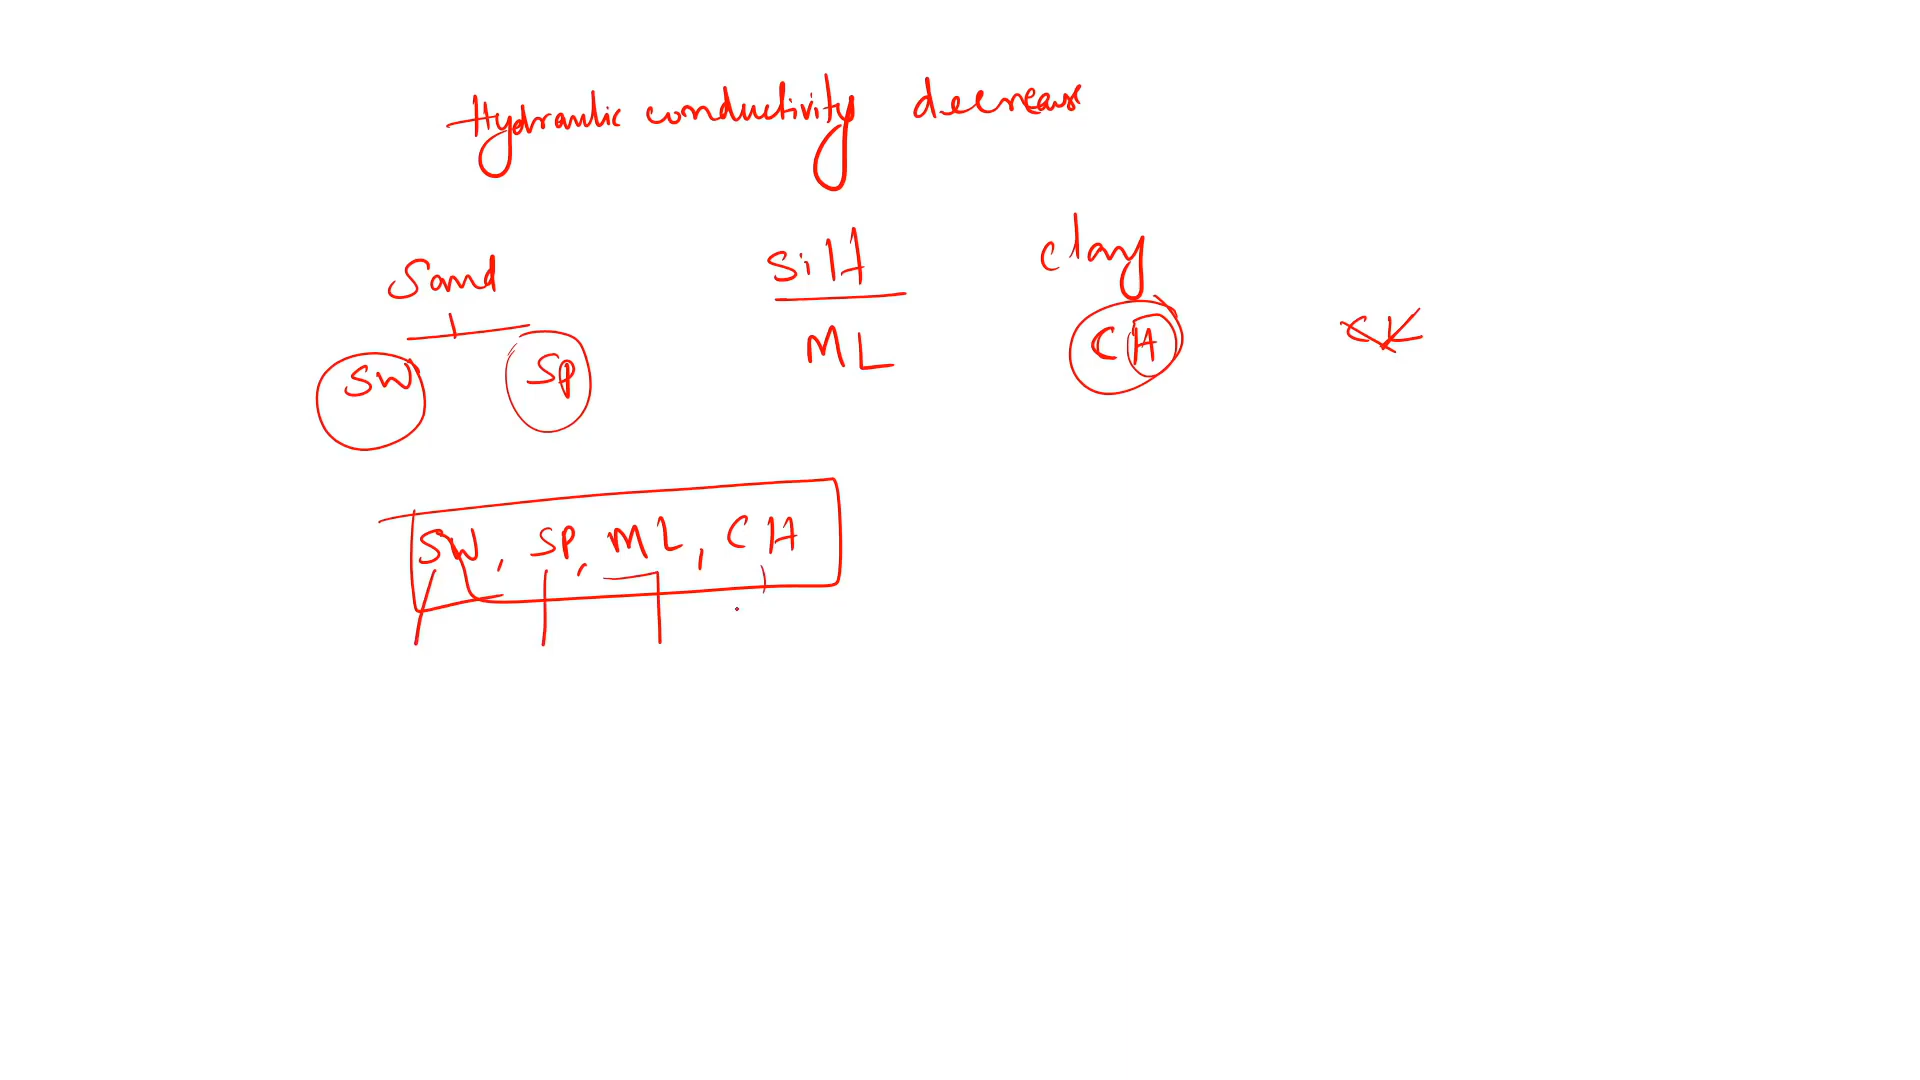 Hydraulic conductivity decrease
Sand silt clay
SW SP ML CH
SW, SP, ML, CH